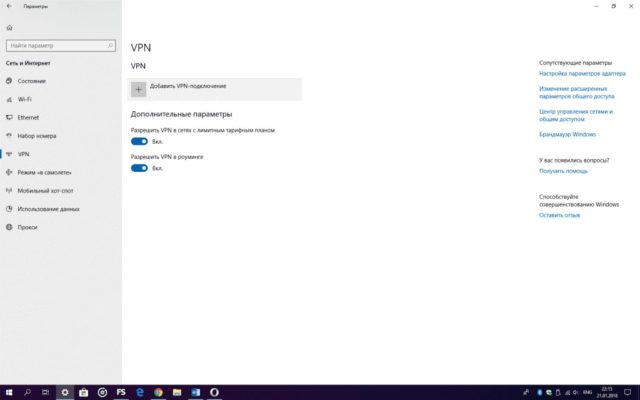 Параметры
Найти параметр
Сеть и Интернет
Состояние
Wi-Fi
Ethernet
Набор номера
VPN
Режим «в самолете»
Мобильный хот-спот
Использование данных
Прокси
VPN
VPN
Добавить VPN-подключение
Дополнительные параметры
Разрешить VPN в сетях с лимитным тарифным планом
Вкл.
Разрешить VPN в роуминге
Вкл.
Сопутствующие параметры
Настройка параметров адаптера
Изменение расширенных
параметров общего доступа
Центр управления сетями и
общим доступом
Брандмауэр Windows
У вас появились вопросы?
Получить помощь
Способствуйте
совершенствованию Windows
Оставить отзыв
FS
ENG
22:15
21.01.2018